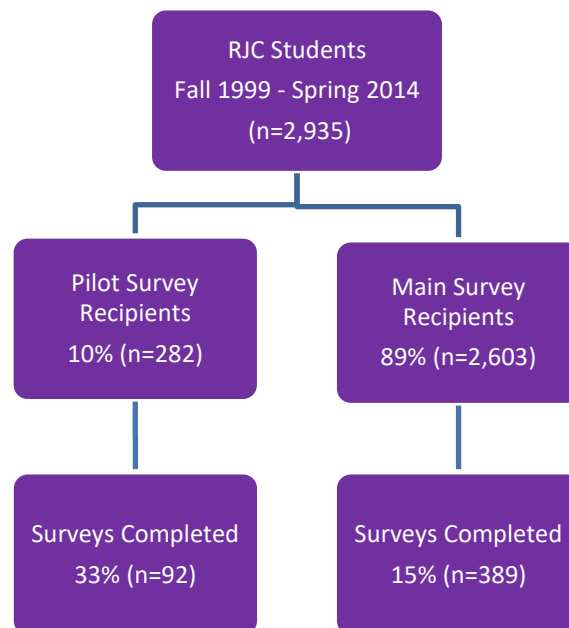 RJC Students
Fall 1999 - Spring 2014
(n=2,935)
Pilot Survey
Recipients
10% (n=282)
Main Survey
Recipients
89% (n=2,603)
Surveys Completed
33% (n=92)
Surveys Completed
15% (n=389)